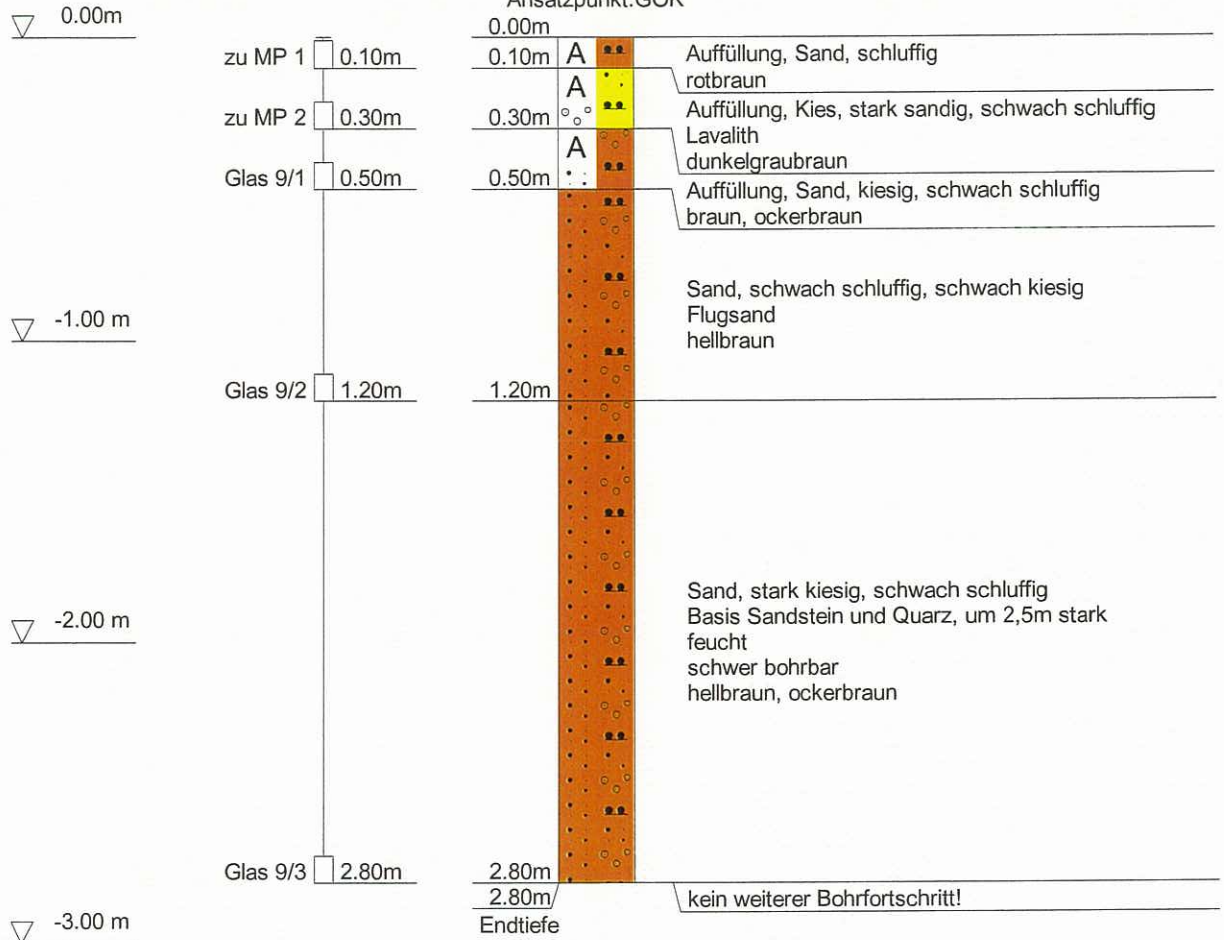 Ansatzpunkt:GOK
0.00m
0.00m
zu MP 1 0.10m 0.10m A Auffüllung, Sand, schluffig
rotbraun
zu MP 2 0.30m 0.30m A Auffüllung, Kies, stark sandig, schwach schluffig
Lavalith
dunkelgraubraun
Glas 9/1 0.50m 0.50m A Auffüllung, Sand, kiesig, schwach schluffig
braun, ockerbraun
Sand, schwach schluffig, schwach kiesig
Flugsand
hellbraun
-1.00 m
Glas 9/2 1.20m 1.20m
Sand, stark kiesig, schwach schluffig
Basis Sandstein und Quarz, um 2,5m stark
feucht
schwer bohrbar
hellbraun, ockerbraun
-2.00 m
Glas 9/3 2.80m 2.80m
2.80m kein weiterer Bohrfortschritt!
Endtiefe
-3.00 m